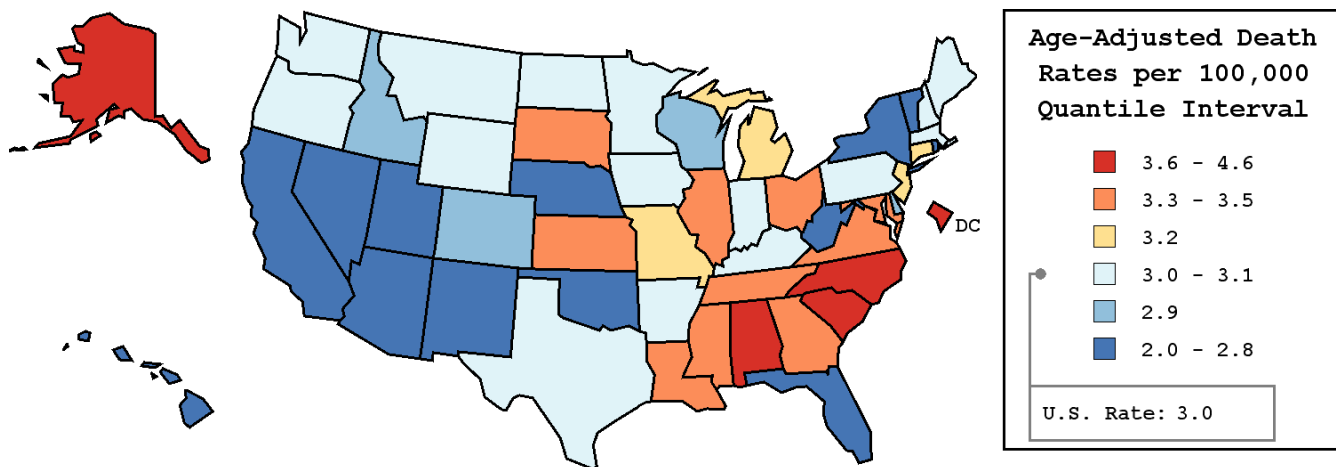 Age-Adjusted Death
Rates per 100,000
Quantile Interval
3.6 - 4.6
3.3 - 3.5
3.2
3.0 - 3.1
2.9
2.0 - 2.8
U.S. Rate: 3.0
DC